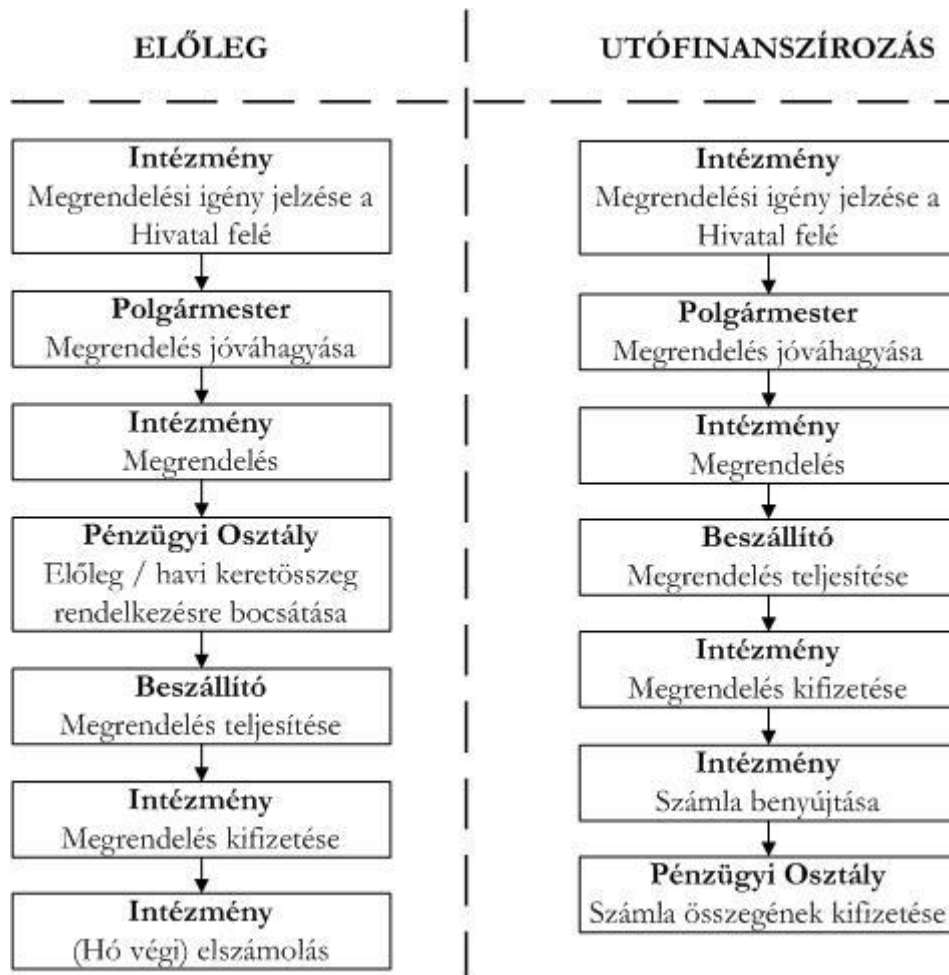 ELŐLEG
Intézmény
Megrendelési igény jelzése a
Hivatal felé
Polgármester
Megrendelés jóváhagyása
Intézmény
Megrendelés
Pénzügyi Osztály
Előleg / havi keretösszeg
rendelkezésre bocsátása
Beszállító
Megrendelés teljesítése
Intézmény
Megrendelés kifizetése
Intézmény
(Hó végi) elszámolás
UTÓFINANSZÍROZÁS
Intézmény
Megrendelési igény jelzése a
Hivatal felé
Polgármester
Megrendelés jóváhagyása
Intézmény
Megrendelés
Beszállító
Megrendelés teljesítése
Intézmény
Megrendelés kifizetése
Intézmény
Számla benyújtása
Pénzügyi Osztály
Számla összegének kifizetése